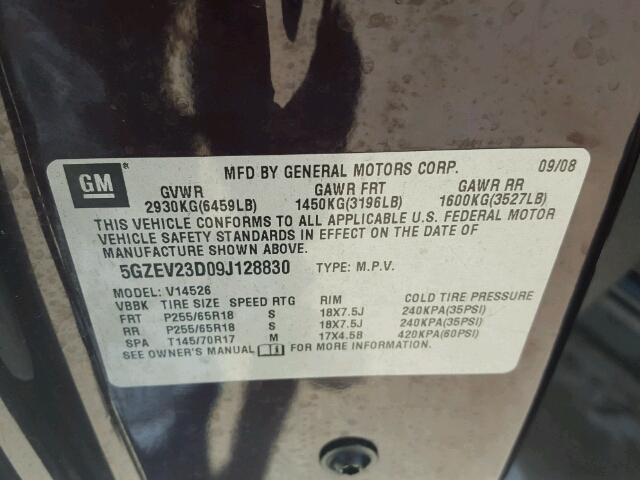 GM
MFD BY GENERAL MOTORS CORP. 09/08
GVWR GAWR FRT GAWR RR
2930KG(6459LB) 1450KG(3196LB) 1600KG(3527LB)
THIS VEHICLE CONFORMS TO ALL APPLICABLE U.S. FEDERAL MOTOR
VEHICLE SAFETY STANDARDS IN EFFECT ON THE DATE OF
MANUFACTURE SHOWN ABOVE.
5GZEV23D09J128830 TYPE: M.P.V.
MODEL: V14526
VBBK TIRE SIZE SPEED RTG RIM COLD TIRE PRESSURE
FRT P255/65R18 S 18X7.5J 240KPA(35PSI)
RR P255/65R18 S 18X7.5J 240KPA(35PSI)
SPA T145/70R17 M 17X4.5B 420KPA(60PSI)
SEE OWNER'S MANUAL FOR MORE INFORMATION.